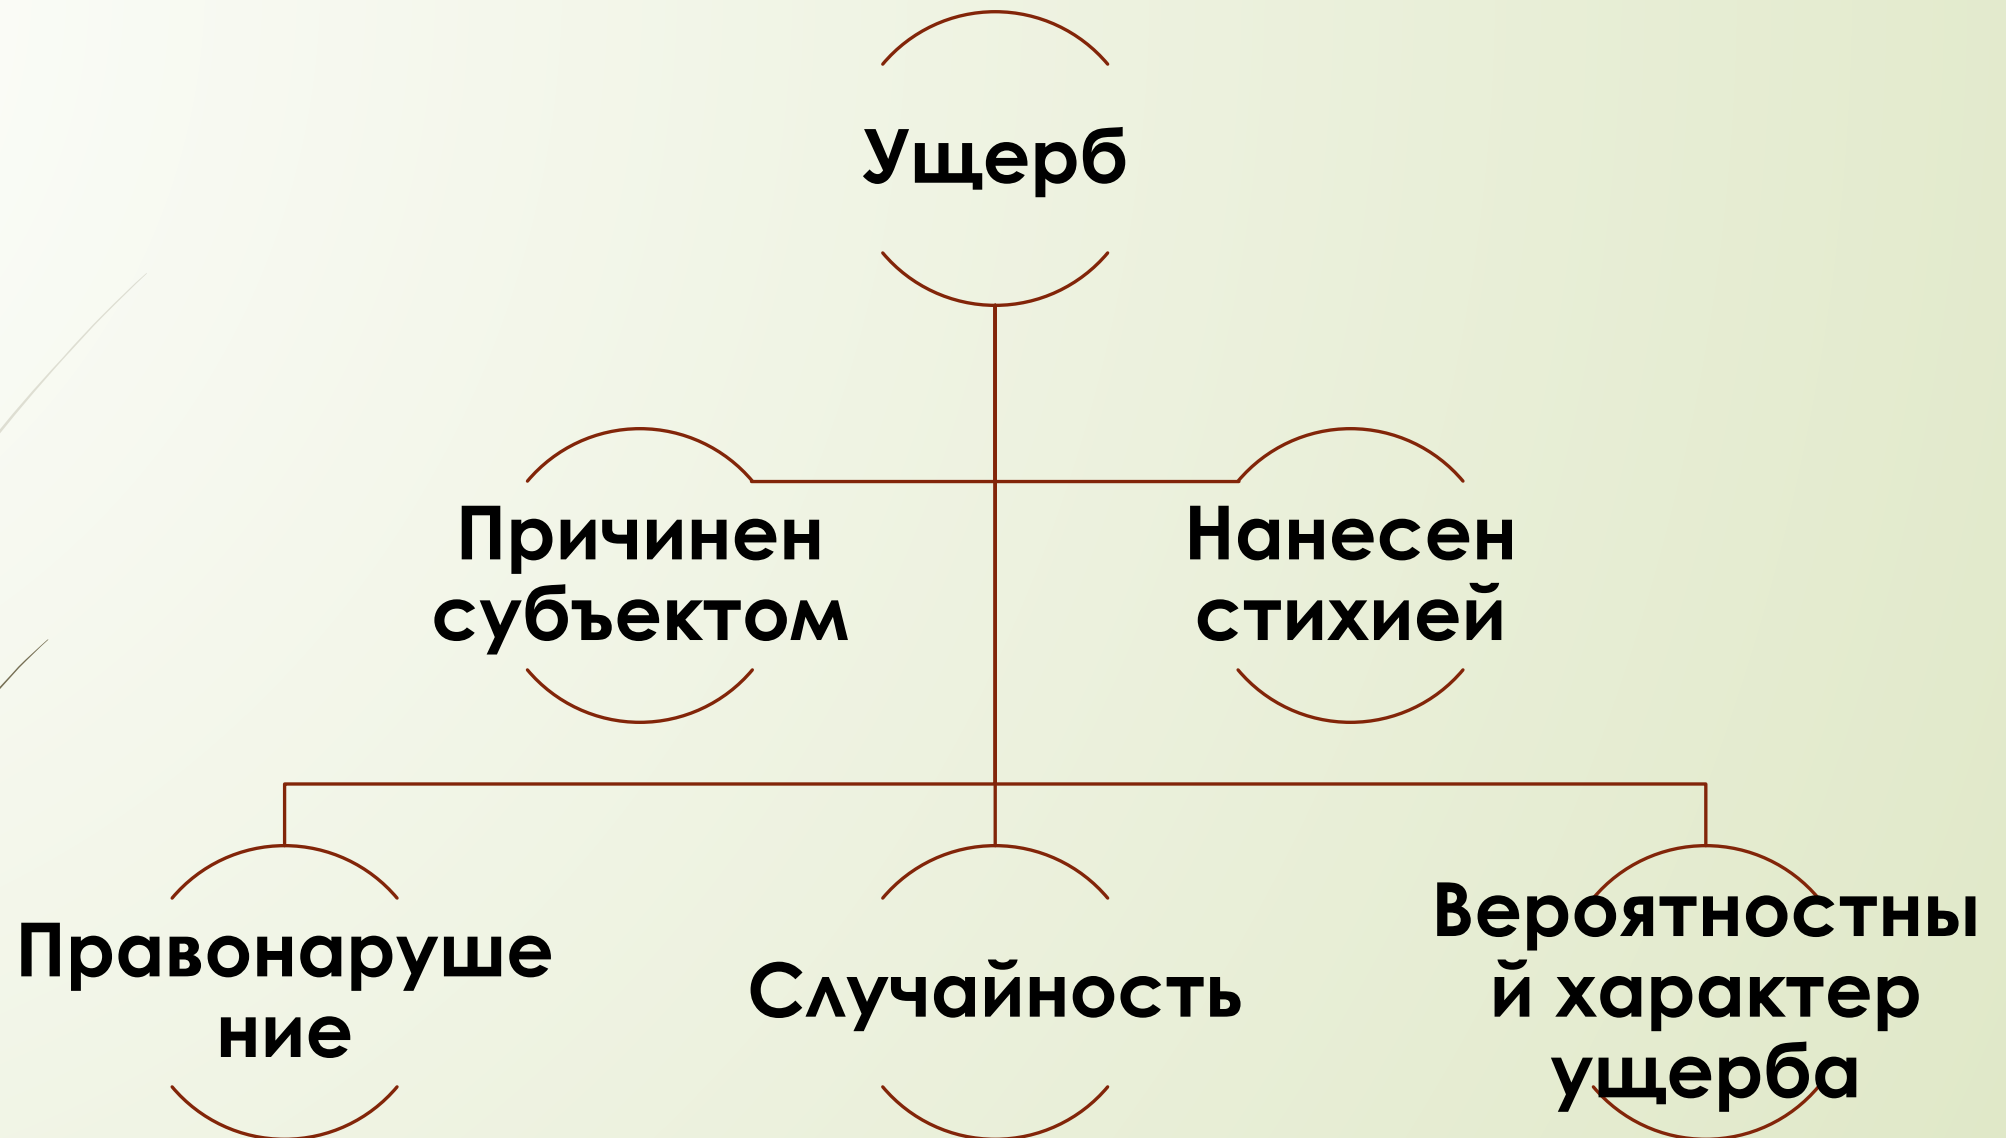 Ущерб
Причинен
субъектом
Нанесен
стихией
Правонаруше
ние
Случайность
Вероятностны
й характер
ущерба